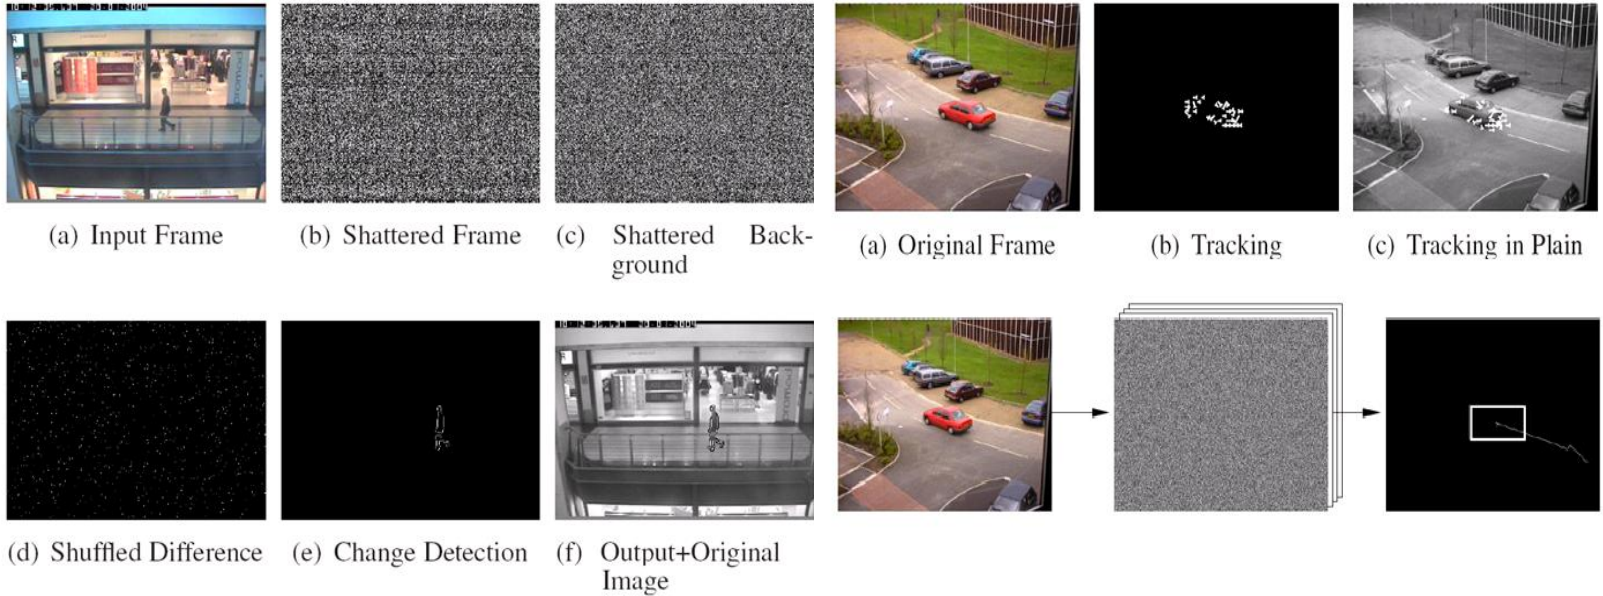 (a) Input Frame
(b) Shattered Frame
(c) Shattered Back-
ground
(a) Original Frame
(b) Tracking
(c) Tracking in Plain
(d) Shuffled Difference
(e) Change Detection
(f) Output+Original
Image